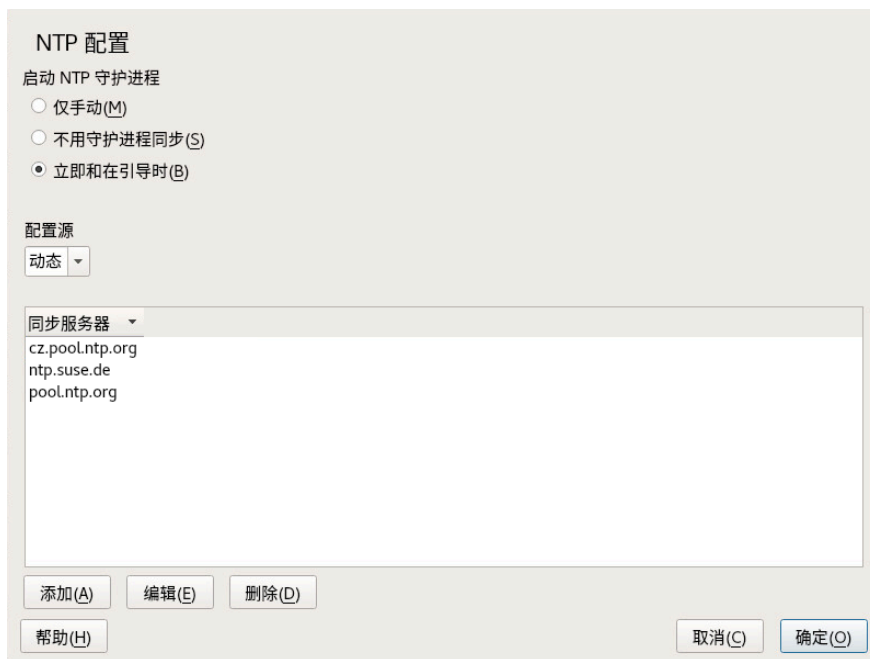 NTP 配置
启动 NTP 守护进程
仅手动(M)
不用守护进程同步(S)
立即和在引导时(B)
配置源
动态
同步服务器
cz.pool.ntp.org
ntp.suse.de
pool.ntp.org
添加(A) 编辑(E) 删除(D)
帮助(H) 取消(C) 确定(O)